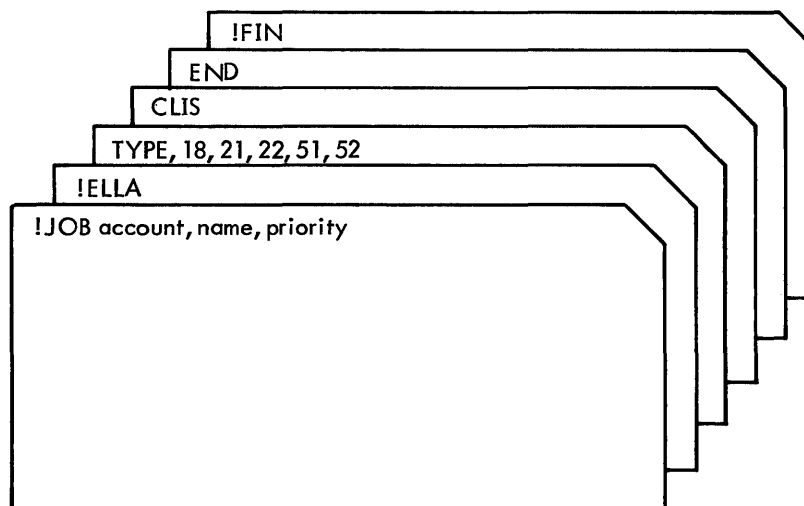 !FIN
END
CLIS
TYPE, 18, 21, 22, 51, 52
!ELLA
!JOB account, name, priority